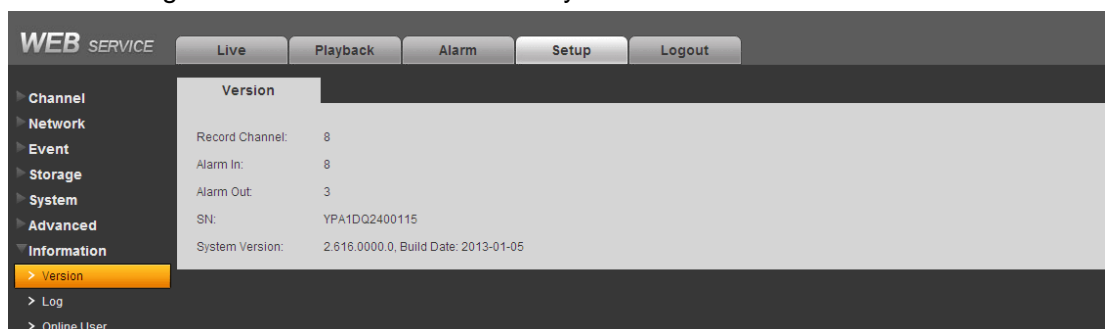 WEB SERVICE
Live Playback Alarm Setup Logout
Channel
Network
Event
Storage
System
Advanced
Information
> Version
> Log
> Online User
Version
Record Channel: 8
Alarm In: 8
Alarm Out: 3
SN: YPA1DQ2400115
System Version: 2.616.0000.0, Build Date: 2013-01-05